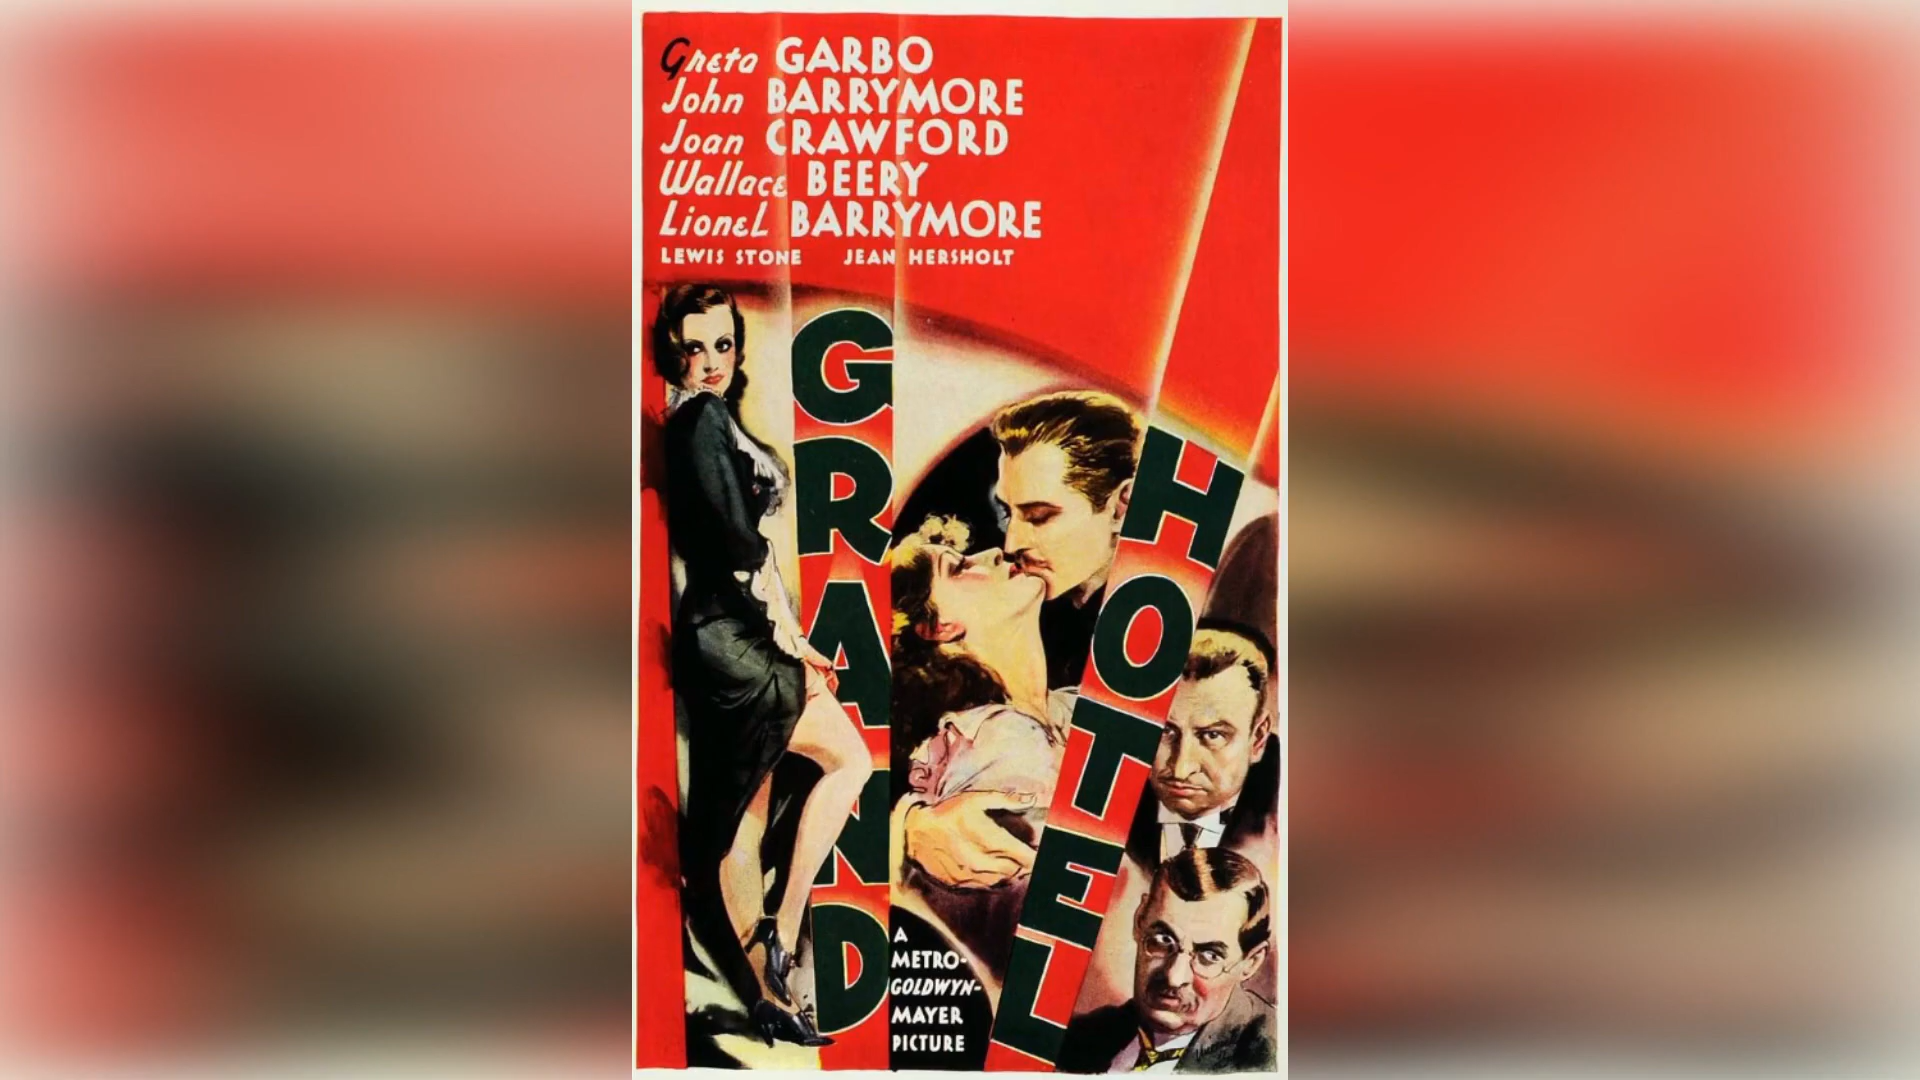 Greta GARBO
John BARRYMORE
Joan CRAWFORD
Wallace BEERY
Lionel BARRYMORE
LEWIS STONE JEAN HERSHOLT
GRAND
HOTEL
A
METRO-
GOLDWYN-
MAYER
PICTURE